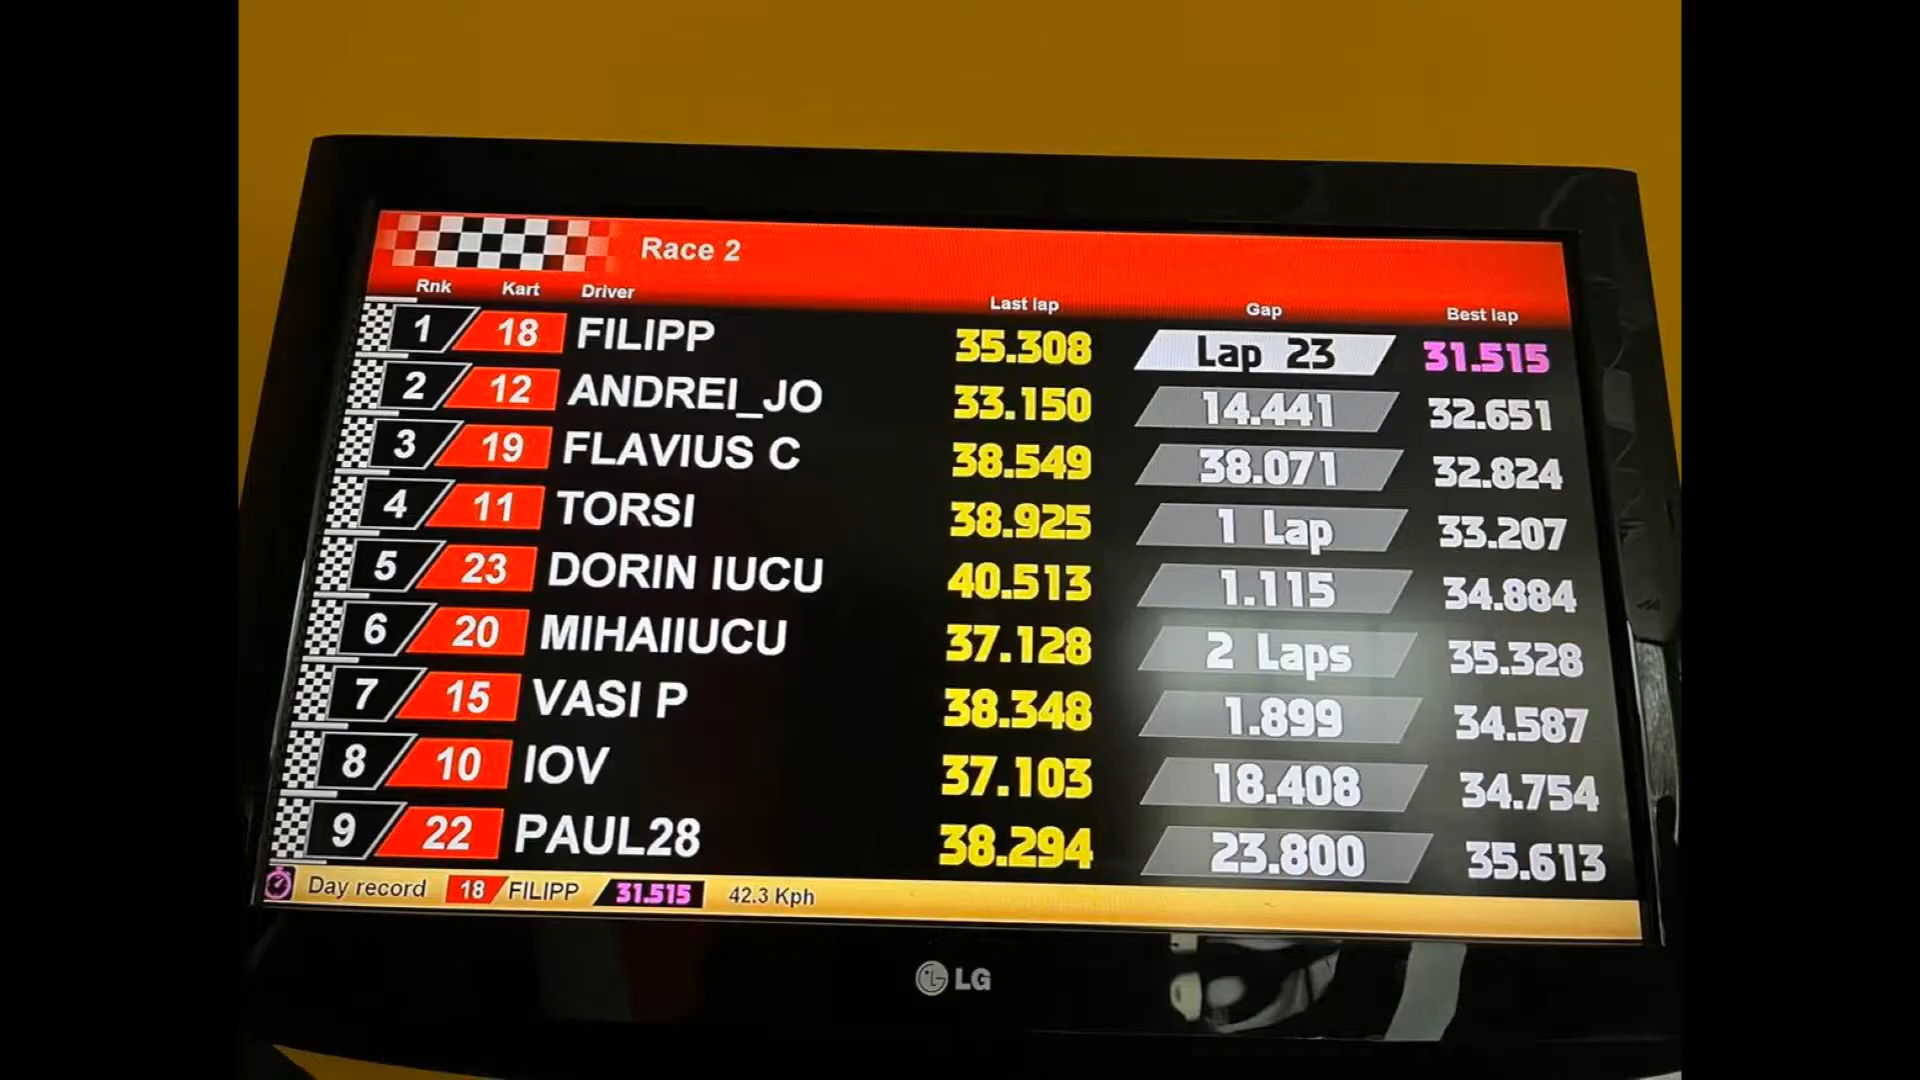 Race 2
Rnk Kart Driver Last lap Gap Best lap
1 18 FILIPP 35.308 Lap 23 31.515
2 12 ANDREI_JO 33.150 14.441 32.651
3 19 FLAVIUS C 38.549 38.071 32.824
4 11 TORSI 38.925 1 Lap 33.207
5 23 DORIN IUCU 40.513 1.115 34.884
6 20 MIHAIIUCU 37.128 2 Laps 35.328
7 15 VASI P 38.348 1.899 34.587
8 10 IOV 37.103 18.408 34.754
9 22 PAUL28 38.294 23.800 35.613
Day record 18 FILIPP 31.515 42.3 Kph
LG